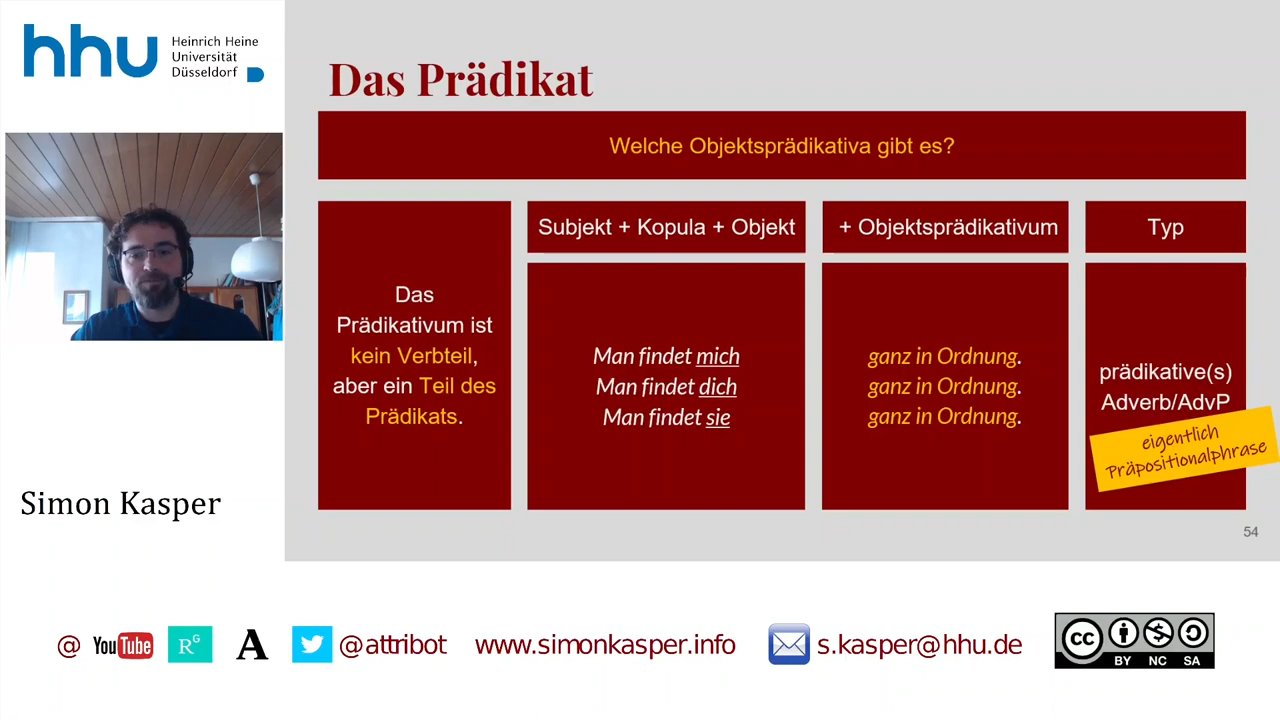 hhu
Heinrich Heine
Universität
Düsseldorf
Das Prädikat
Welche Objektsprädikativa gibt es?
Das
Prädikativum ist
kein Verbteil,
aber ein Teil des
Prädikats.
Subjekt + Kopula + Objekt
Man findet mich
Man findet dich
Man findet sie
+ Objektsprädikativum
ganz in Ordnung.
ganz in Ordnung.
ganz in Ordnung.
Typ
prädikative(s)
Adverb/AdvP
eigentlich
Präpositionalphrase
54
Simon Kasper
@ YouTube RG A @attribot www.simonkasper.info s.kasper@hhu.de
cc
BY NC SA